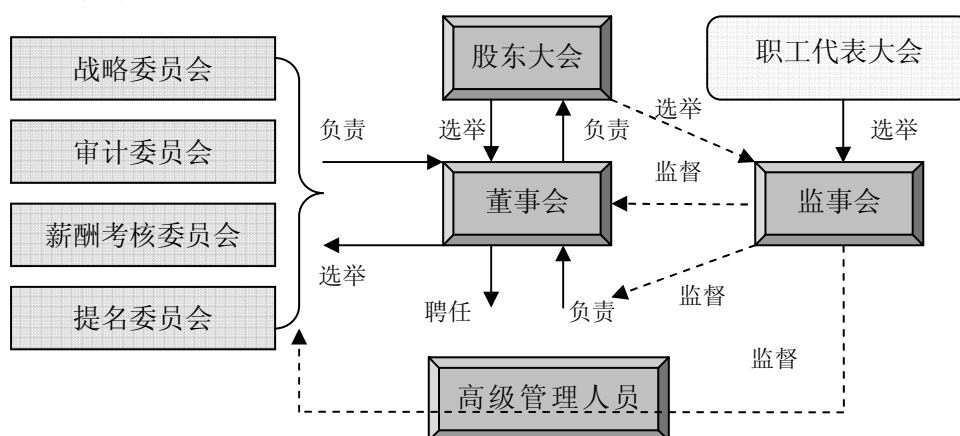 股东大会
职工代表大会
战略委员会
选举
负责
选举
选举
负责
审计委员会
监督
董事会
监事会
薪酬考核委员会
选举
监督
聘任
负责
提名委员会
监督
高级管理人员